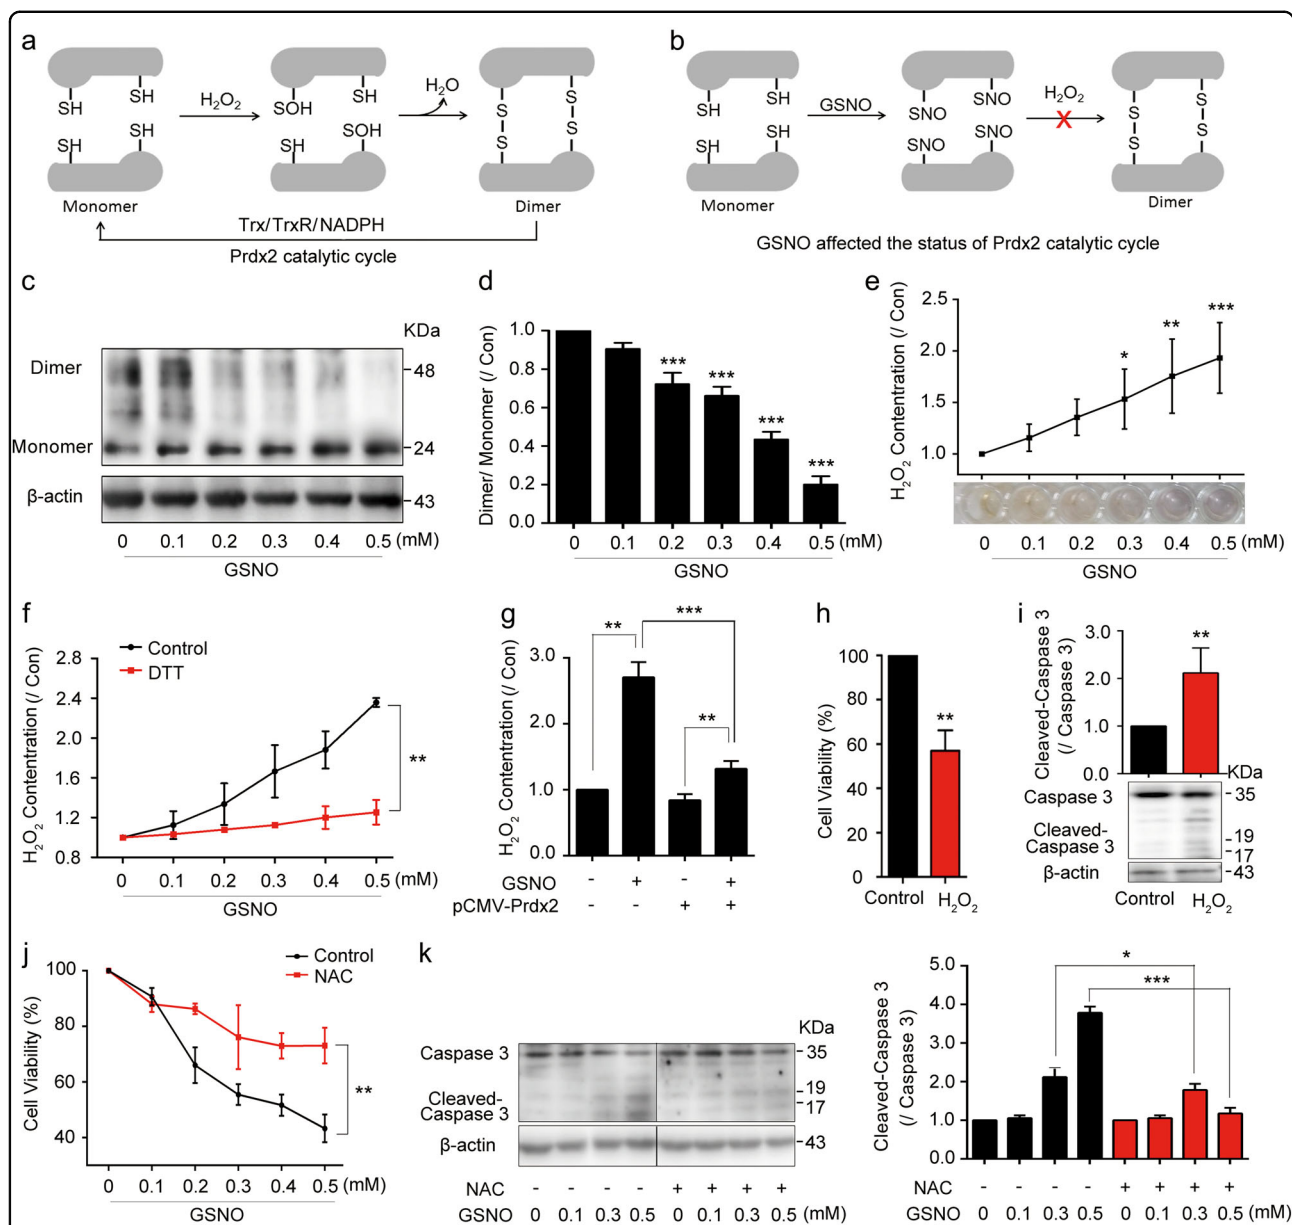 a
SH SH
SH SH
Monomer
H₂O₂
SOH SH
SH SOH
H₂O
S S
S S
Dimer
Trx/TrxR/NADPH
Prdx2 catalytic cycle
b
SH SH
SH SH
Monomer
GSNO
SNO SNO
SNO SNO
H₂O₂
X
S S
S S
Dimer
GSNO affected the status of Prdx2 catalytic cycle
c
KDa
Dimer
48
Monomer
24
β-actin
43
0 0.1 0.2 0.3 0.4 0.5 (mM)
GSNO
d
Dimer/ Monomer (/ Con)
1.0
0.8
0.6
0.4
0.2
0.0
*** *** *** ***
0 0.1 0.2 0.3 0.4 0.5 (mM)
GSNO
e
H₂O₂ Contentration (/ Con)
2.5
2.0
1.5
1.0
* ** ***
0 0.1 0.2 0.3 0.4 0.5 (mM)
GSNO
f
Control
DTT
H₂O₂ Contentration (/ Con)
2.8
2.4
2.0
1.6
1.2
0.8
**
0 0.1 0.2 0.3 0.4 0.5 (mM)
GSNO
g
H₂O₂ Contentration (/ Con)
3.0
2.0
1.0
0.0
** *** **
GSNO - + - +
pCMV-Prdx2 - - + +
h
Cell Viability (%)
100
80
60
40
20
0
**
Control H₂O₂
i
Cleaved-Caspase 3
(/ Caspase 3)
3.0
2.0
1.0
0.0
**
KDa
Caspase 3
35
Cleaved-
Caspase 3
19
17
β-actin
43
Control H₂O₂
j
Control
NAC
Cell Viability (%)
100
80
60
40
**
0 0.1 0.2 0.3 0.4 0.5 (mM)
GSNO
k
KDa
Caspase 3
35
Cleaved-
Caspase 3
19
17
β-actin
43
NAC - - - - + + + +
GSNO 0 0.1 0.3 0.5 0 0.1 0.3 0.5 (mM)
Cleaved-Caspase 3
(/ Caspase 3)
5.0
4.0
3.0
2.0
1.0
0.0
* ***
NAC - - - - + + + +
GSNO 0 0.1 0.3 0.5 0 0.1 0.3 0.5 (mM)